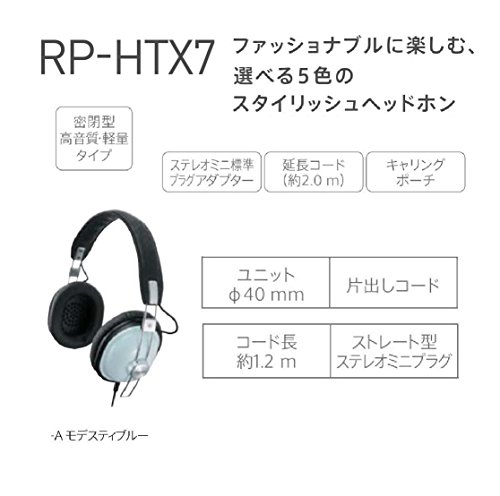 RP-HTX7
ファッショナブルに楽しむ、
選べる5色の
スタイリッシュヘッドホン
密閉型
高音質・軽量
タイプ
ステレオミニ標準
プラグアダプター
延長コード
(約2.0 m)
キャリング
ポーチ
ユニット
φ40 mm
片出しコード
コード長
約1.2 m
ストレート型
ステレオミニプラグ
-A モデスティブルー